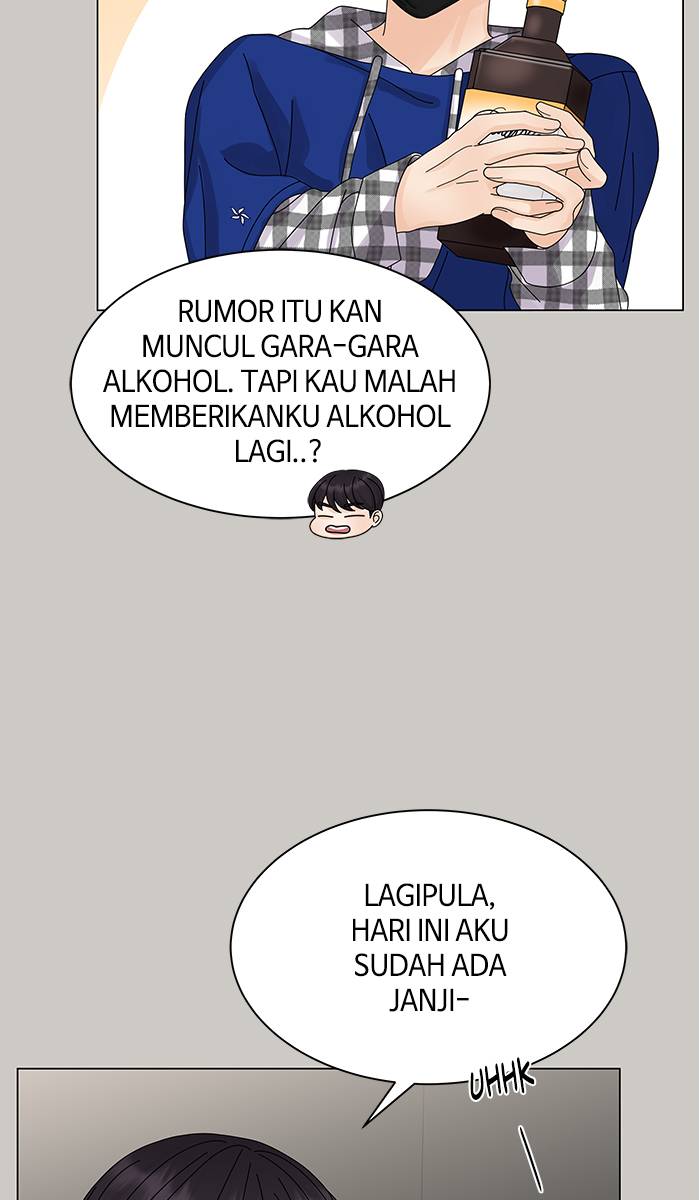 RUMOR ITU KAN
MUNCUL GARA-GARA
ALKOHOL. TAPI KAU MALAH
MEMBERIKANKU ALKOHOL
LAGI..?
LAGIPULA,
HARI INI AKU
SUDAH ADA
JANJI-
UHHK